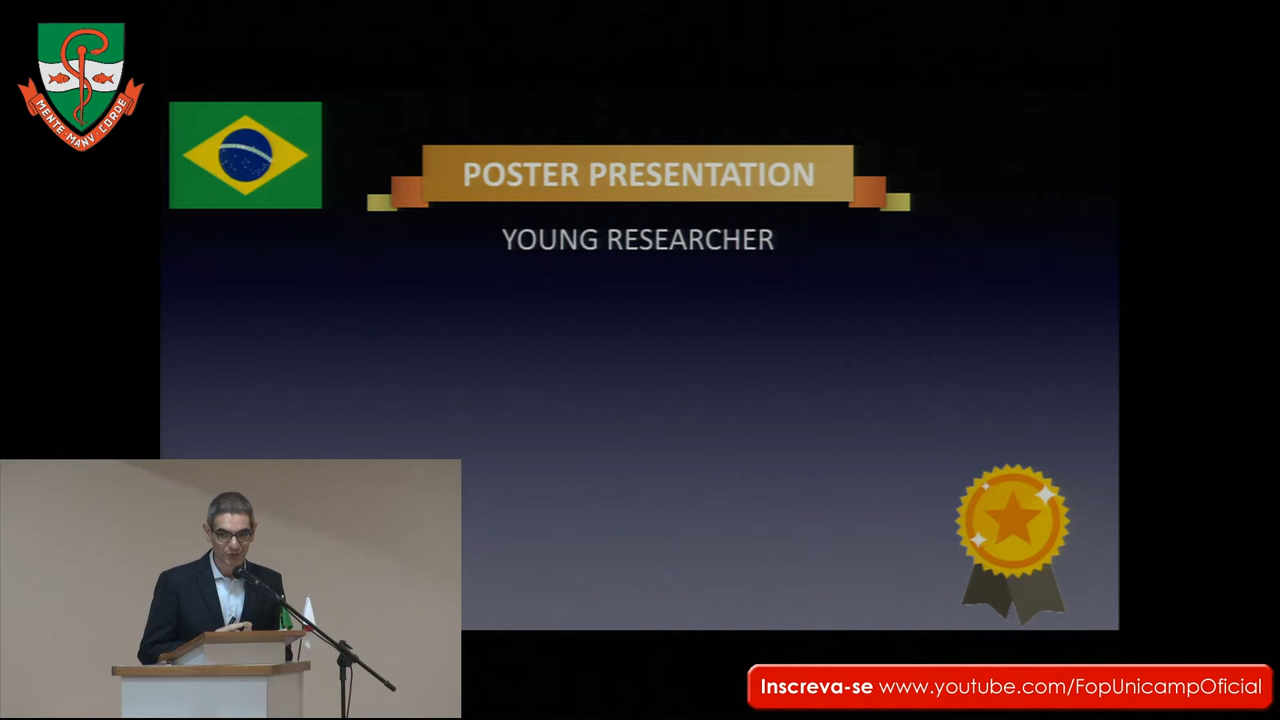 MENTE MANV CORDE
POSTER PRESENTATION
YOUNG RESEARCHER
Inscreva-se www.youtube.com/FopUnicampOficial